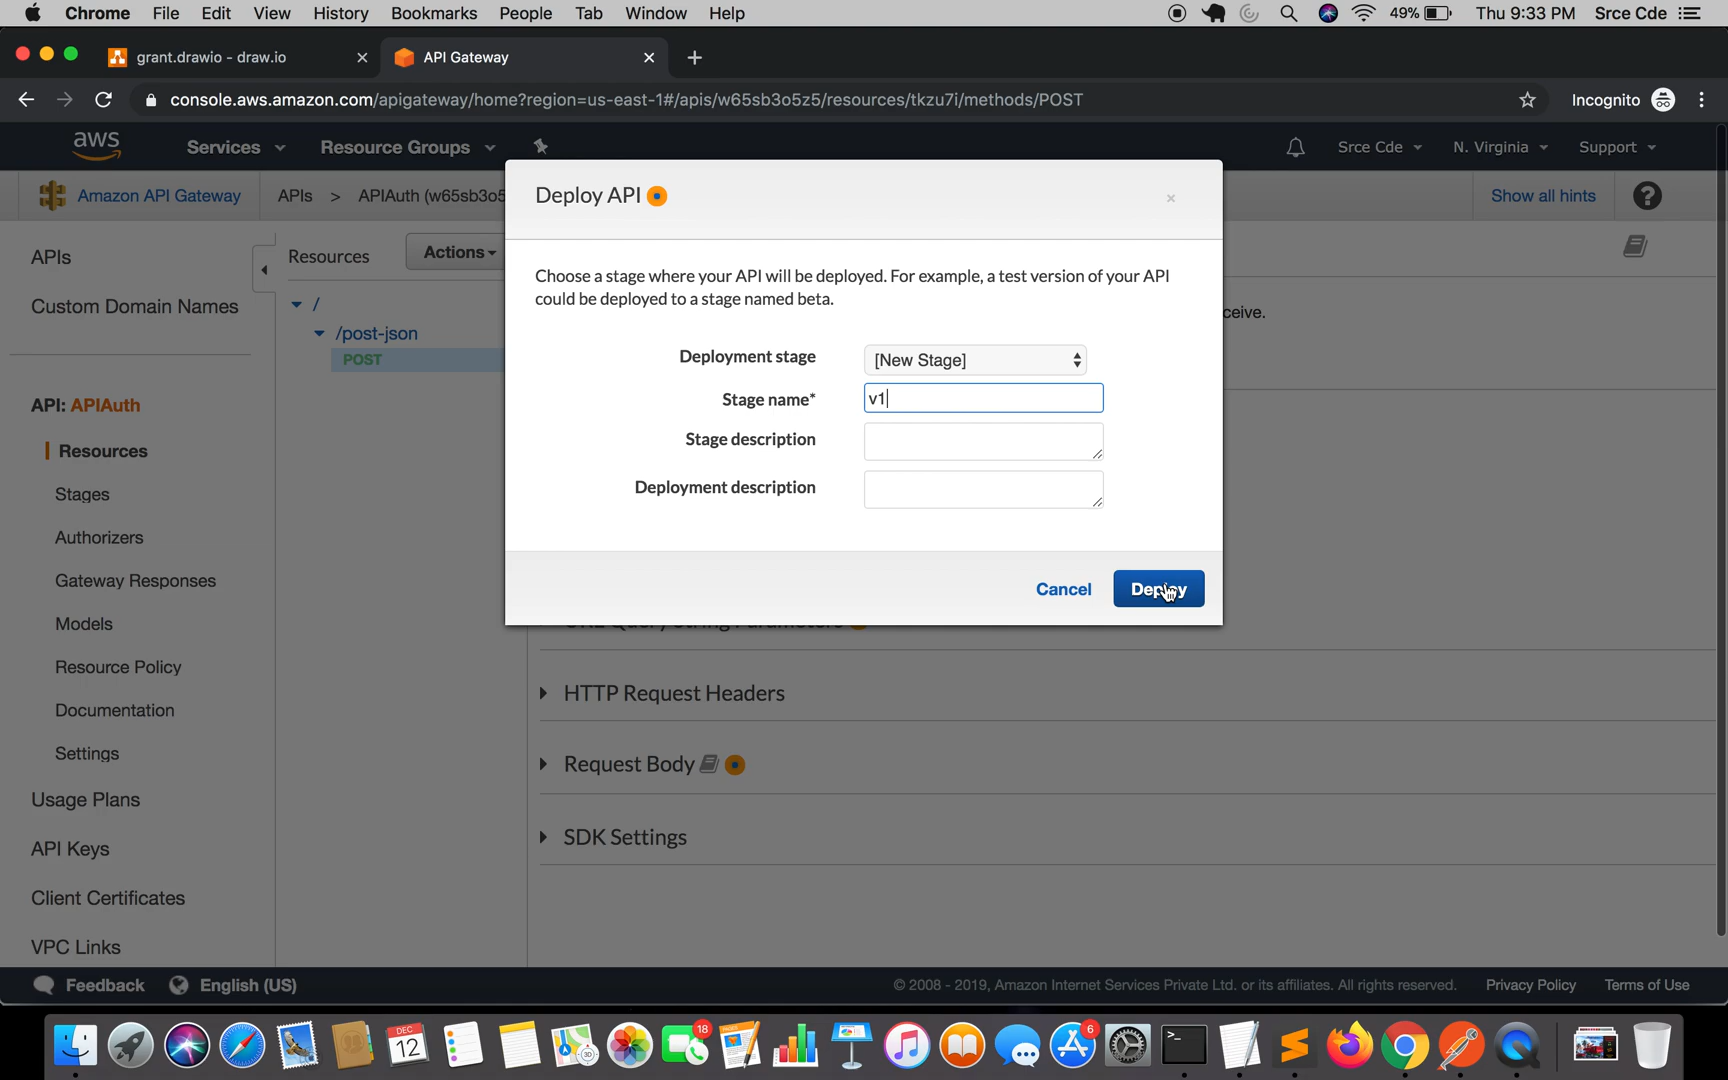 Chrome File Edit View History Bookmarks People Tab Window Help 49% Thu 9:33 PM Srce Cde
grant.drawio - draw.io API Gateway
console.aws.amazon.com/apigateway/home?region=us-east-1#/apis/w65sb3o5z5/resources/tkzu7i/methods/POST Incognito
aws Services Resource Groups Srce Cde N. Virginia Support
Amazon API Gateway APIs > APIAuth (w65sb3o5 Show all hints ?
Deploy API
APIs
Resources Actions
Custom Domain Names
/
/post-json
POST
Choose a stage where your API will be deployed. For example, a test version of your API
could be deployed to a stage named beta.
ceive.
Deployment stage [New Stage]
Stage name* v1
Stage description
Deployment description
Cancel Deploy
API: APIAuth
Resources
Stages
Authorizers
Gateway Responses
Models
Resource Policy
Documentation
Settings
Usage Plans
API Keys
Client Certificates
VPC Links
HTTP Request Headers
Request Body
SDK Settings
Feedback English (US) © 2008 - 2019, Amazon Internet Services Private Ltd. or its affiliates. All rights reserved. Privacy Policy Terms of Use
DEC
12
18
6